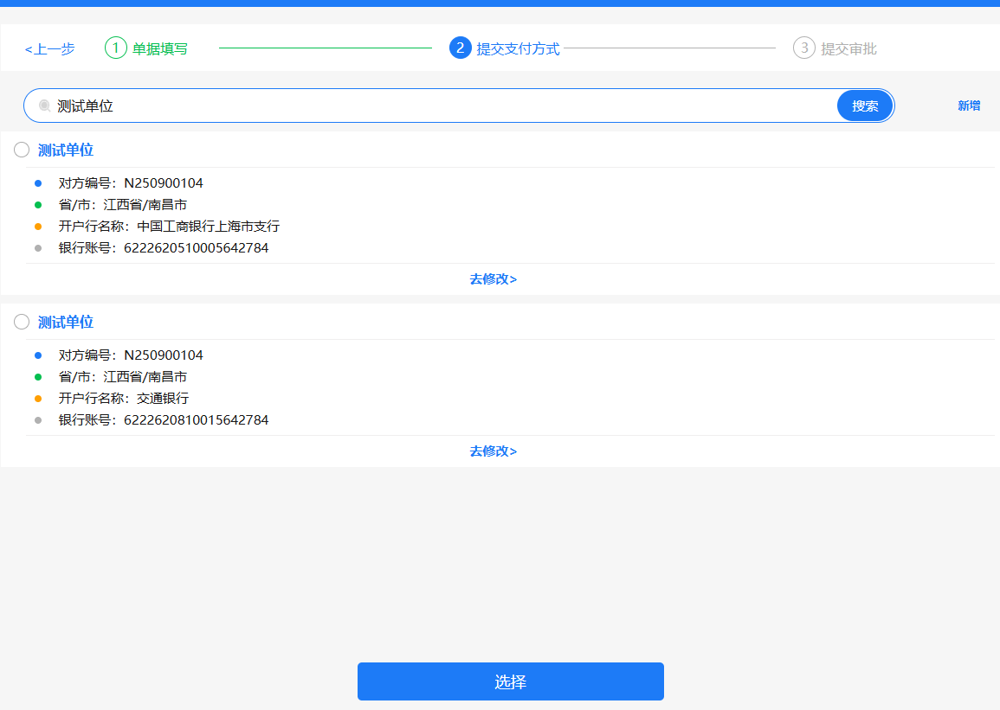 <上一步 1 单据填写 2 提交支付方式 3 提交审批
测试单位 搜索 新增
测试单位
对方编号：N250900104
省/市：江西省/南昌市
开户行名称：中国工商银行上海市支行
银行账号：6222620510005642784
去修改>
测试单位
对方编号：N250900104
省/市：江西省/南昌市
开户行名称：交通银行
银行账号：6222620810015642784
去修改>
选择